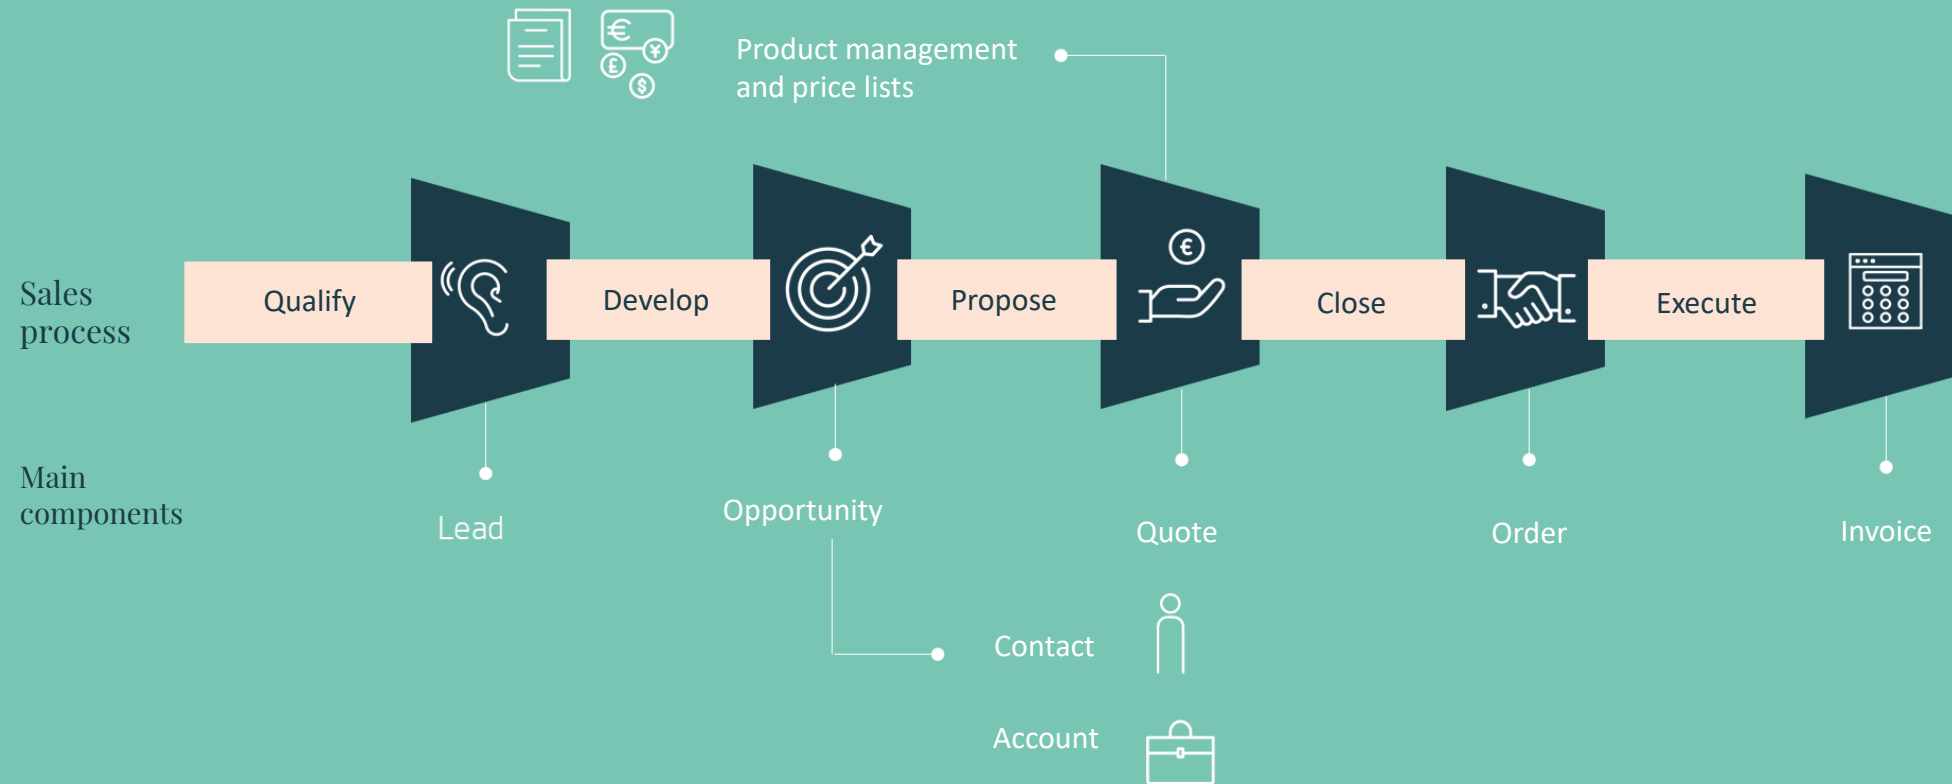 Product management
and price lists
Sales
process
Qualify
Develop
Propose
Close
Execute
Main
components
Lead
Opportunity
Quote
Order
Invoice
Contact
Account